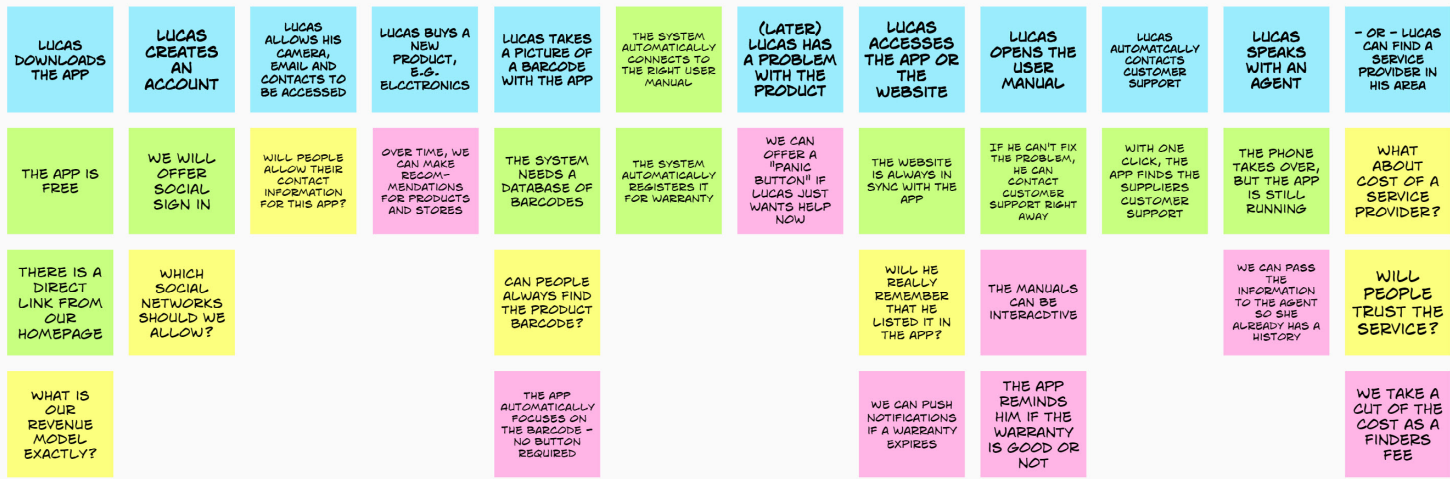 LUCAS
DOWNLOADS
THE APP
LUCAS
CREATES
AN
ACCOUNT
LUCAS
ALLOWS HIS
CAMERA,
EMAIL AND
CONTACTS TO
BE ACCESSED
LUCAS BUYS A
NEW
PRODUCT,
E.G.
ELCCTRONICS
LUCAS TAKES
A PICTURE OF
A BARCODE
WITH THE APP
THE SYSTEM
AUTOMATICALLY
CONNECTS TO
THE RIGHT USER
MANUAL
(LATER)
LUCAS HAS
A PROBLEM
WITH THE
PRODUCT
LUCAS
ACCESSES
THE APP OR
THE
WEBSITE
LUCAS
OPENS THE
USER
MANUAL
LUCAS
AUTOMATCALLY
CONTACTS
CUSTOMER
SUPPORT
LUCAS
SPEAKS
WITH AN
AGENT
- OR - LUCAS
CAN FIND A
SERVICE
PROVIDER IN
HIS AREA
THE APP IS
FREE
WE WILL
OFFER
SOCIAL
SIGN IN
WILL PEOPLE
ALLOW THEIR
CONTACT
INFORMATION
FOR THIS APP?
OVER TIME, WE
CAN MAKE
RECOM-
MENDATIONS
FOR PRODUCTS
AND STORES
THE SYSTEM
NEEDS A
DATABASE OF
BARCODES
THE SYSTEM
AUTOMATICALLY
REGISTERS IT
FOR WARRANTY
WE CAN
OFFER A
"PANIC
BUTTON" IF
LUCAS JUST
WANTS HELP
NOW
THE WEBSITE
IS ALWAYS IN
SYNC WITH THE
APP
IF HE CAN'T FIX
THE PROBLEM,
HE CAN
CONTACT
CUSTOMER
SUPPORT RIGHT
AWAY
WITH ONE
CLICK, THE
APP FINDS THE
SUPPLIERS
CUSTOMER
SUPPORT
THE PHONE
TAKES OVER,
BUT THE APP
IS STILL
RUNNING
WHAT
ABOUT
COST OF A
SERVICE
PROVIDER?
THERE IS A
DIRECT
LINK FROM
OUR
HOMEPAGE
WHICH
SOCIAL
NETWORKS
SHOULD WE
ALLOW?
CAN PEOPLE
ALWAYS FIND
THE PRODUCT
BARCODE?
WILL HE
REALLY
REMEMBER
THAT HE
LISTED IT IN
THE APP?
THE MANUALS
CAN BE
INTERACDTIVE
WE CAN PASS
THE
INFORMATION
TO THE AGENT
SO SHE
ALREADY HAS A
HISTORY
WILL
PEOPLE
TRUST THE
SERVICE?
WHAT IS
OUR
REVENUE
MODEL
EXACTLY?
THE APP
AUTOMATICALLY
FOCUSES ON
THE BARCODE -
NO BUTTON
REQUIRED
WE CAN PUSH
NOTIFICATIONS
IF A WARRANTY
EXPIRES
THE APP
REMINDS
HIM IF THE
WARRANTY
IS GOOD OR
NOT
WE TAKE A
CUT OF THE
COST AS A
FINDERS
FEE